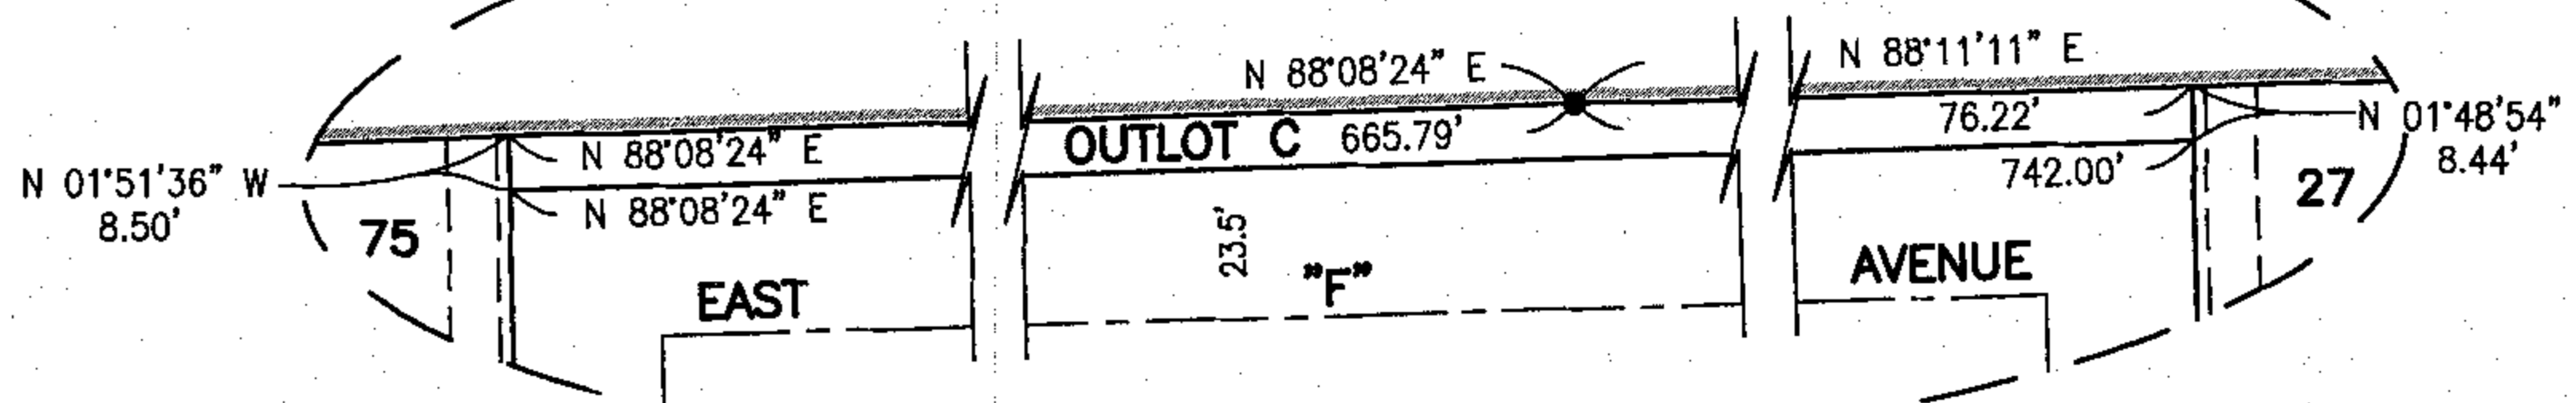 N 88°11'11" E
N 88°08'24" E
76.22'
N 01°48'54"
8.44'
OUTLOT C 665.79'
N 88°08'24" E
742.00'
N 01°51'36" W
8.50'
N 88°08'24" E
75
27
23.5'
EAST
"F"
AVENUE